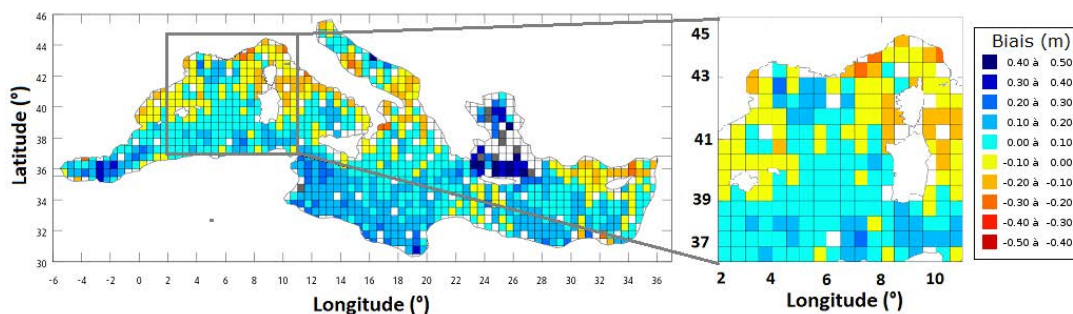 46
44
42
40
38
36
34
32
30
Latitude (°)
-6 -4 -2 0 2 4 6 8 10 12 14 16 18 20 22 24 26 28 30 32 34 36
Longitude (°)
45
43
41
39
37
2 4 6 8 10
Longitude (°)
Biais (m)
0.40 à 0.50
0.30 à 0.40
0.20 à 0.30
0.10 à 0.20
0.00 à 0.10
-0.10 à 0.00
-0.20 à -0.10
-0.30 à -0.20
-0.40 à -0.30
-0.50 à -0.40